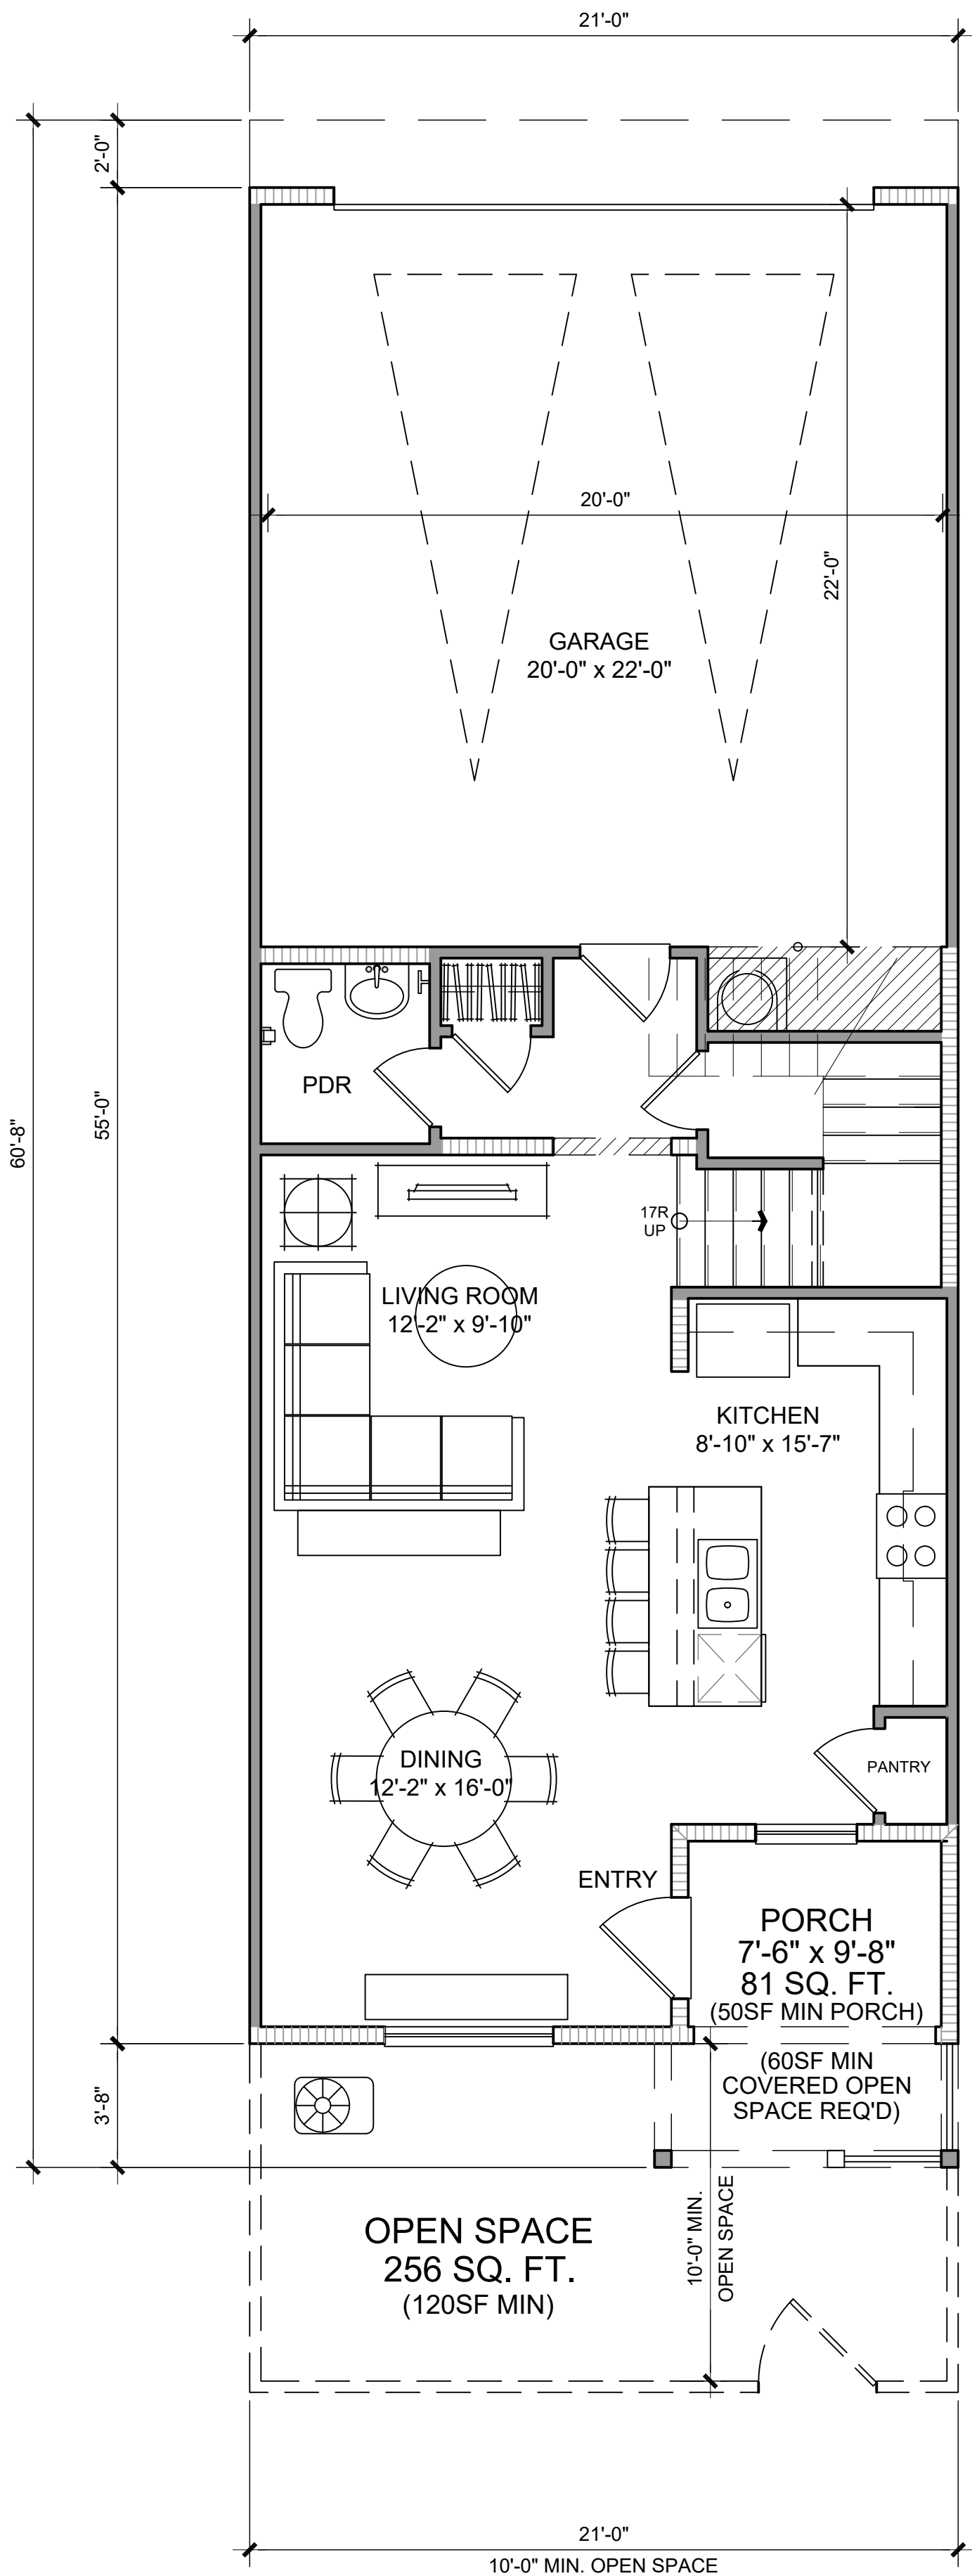 21'-0"
2'-0"
20'-0"
22'-0"
GARAGE
20'-0" x 22'-0"
PDR
60'-8"
55'-0"
17R
UP
LIVING ROOM
12'-2" x 9'-10"
KITCHEN
8'-10" x 15'-7"
DINING
12'-2" x 16'-0"
PANTRY
ENTRY
PORCH
7'-6" x 9'-8"
81 SQ. FT.
(50SF MIN PORCH)
(60SF MIN
COVERED OPEN
SPACE REQ'D)
3'-8"
OPEN SPACE
256 SQ. FT.
(120SF MIN)
10'-0" MIN.
OPEN SPACE
21'-0"
10'-0" MIN. OPEN SPACE